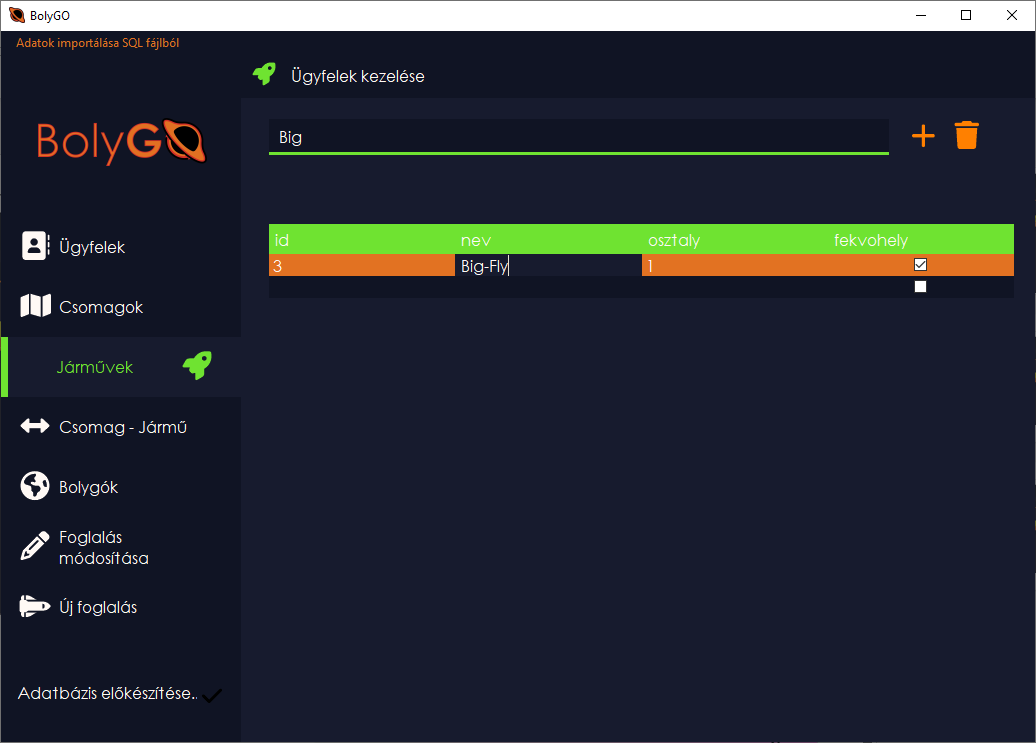 BolyGO
Adatok importálása SQL fájlból
Ügyfelek kezelése
BolyGO
Big
Ügyfelek
Csomagok
Járművek
Csomag - Jármű
Bolygók
Foglalás
módosítása
Új foglalás
Adatbázis előkészítése..
id nev osztaly fekvohely
3 Big-Fly 1